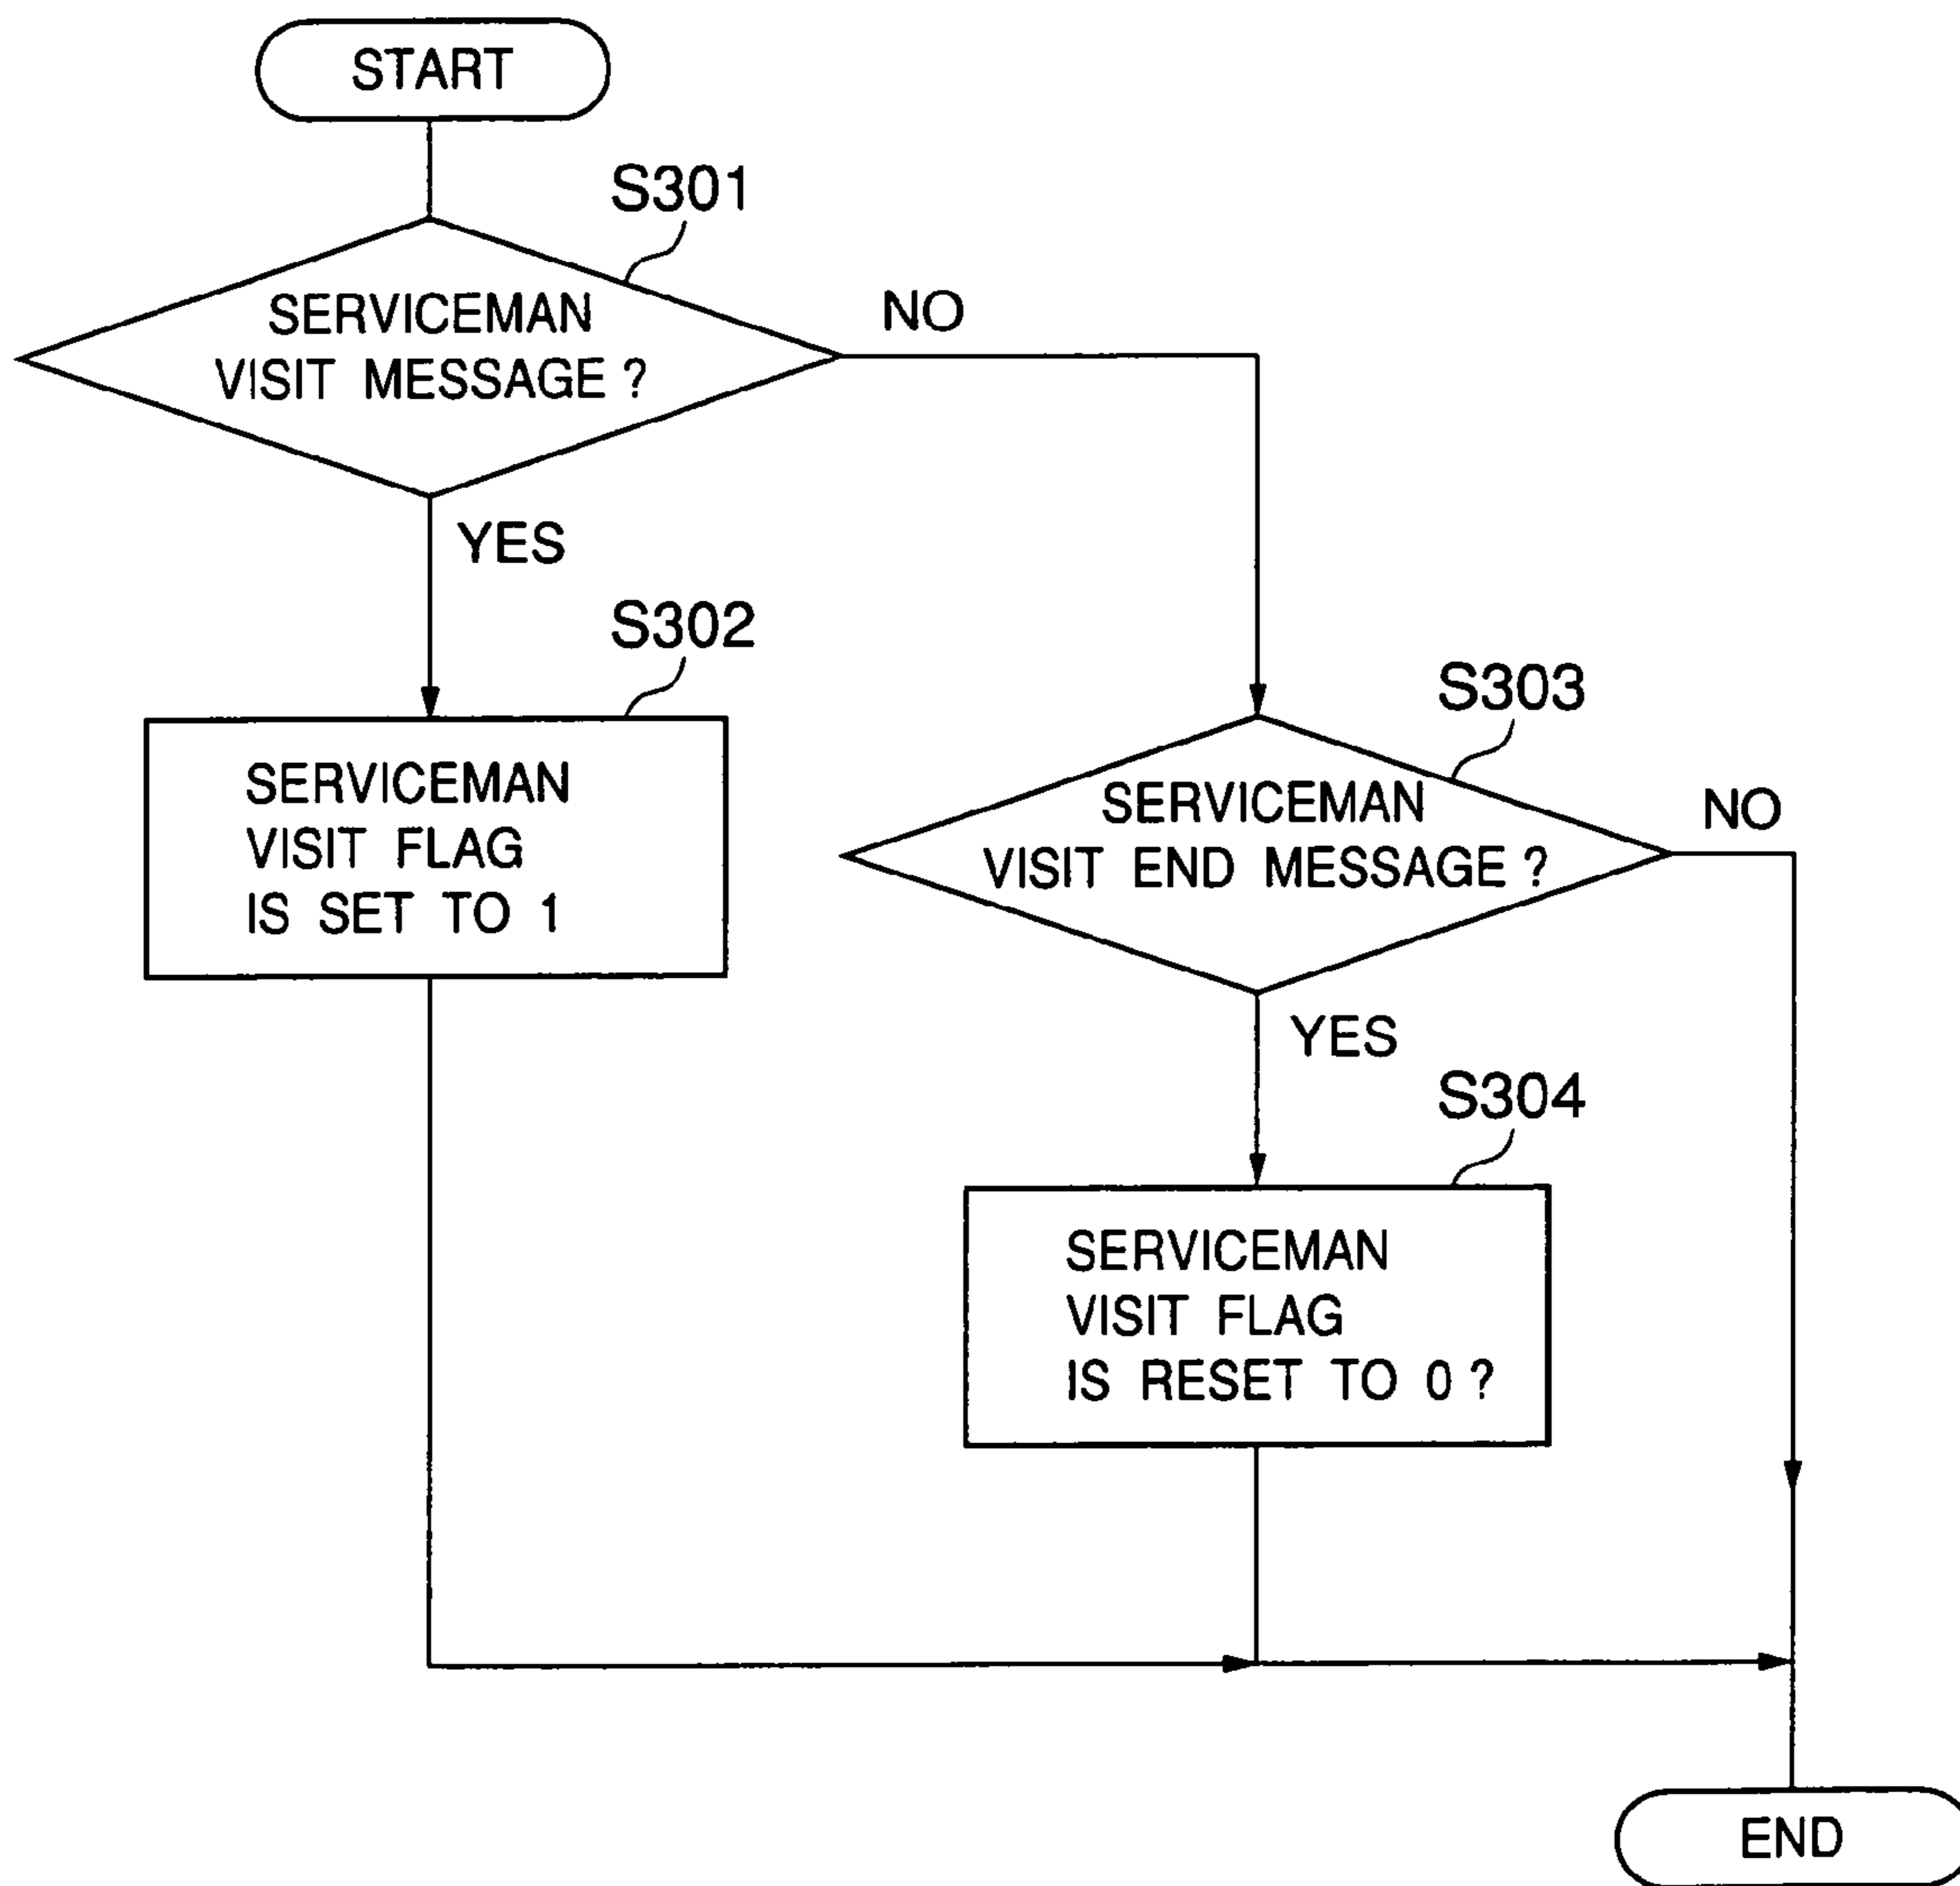 START
S301
SERVICEMAN
VISIT MESSAGE ?
NO
YES
S302
SERVICEMAN
VISIT FLAG
IS SET TO 1
S303
SERVICEMAN
VISIT END MESSAGE ?
NO
YES
S304
SERVICEMAN
VISIT FLAG
IS RESET TO 0 ?
END